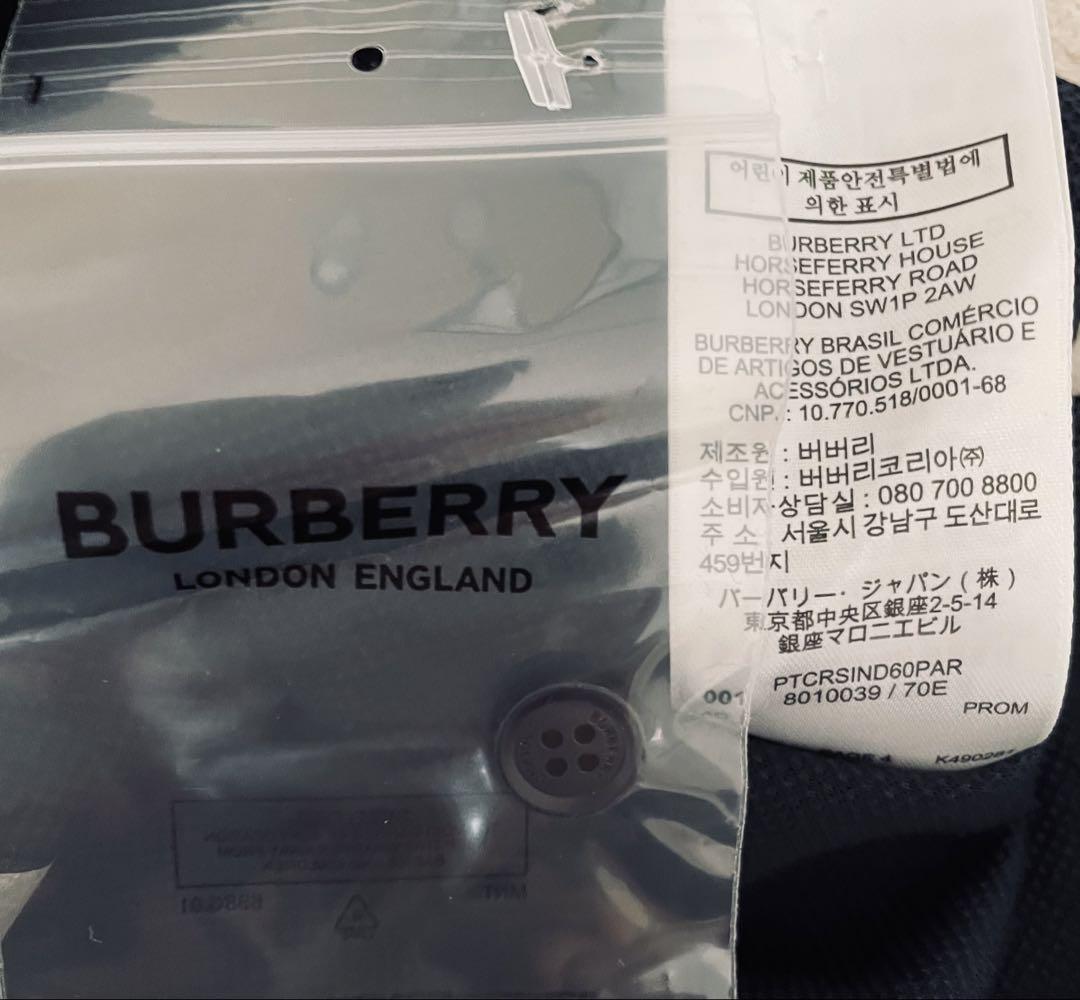 BURBERRY
LONDON ENGLAND
어린이 제품안전특별법에
의한 표시
BURBERRY LTD
HORSEFERRY HOUSE
HORSEFERRY ROAD
LONDON SW1P 2AW
BURBERRY BRASIL COMÉRCIO
DE ARTIGOS DE VESTUÁRIO E
ACESSÓRIOS LTDA.
CNP. : 10.770.518/0001-68
제조원 : 버버리
수입원 : 버버리코리아㈜
소비자·상담실 : 080 700 8800
주 소 서울시 강남구 도산대로
459번지
バーバリー・ジャパン ( 株 )
東京都中央区銀座2-5-14
銀座マロニエビル
PTCRSIND60PAR
001 8010039 / 70E
PROM